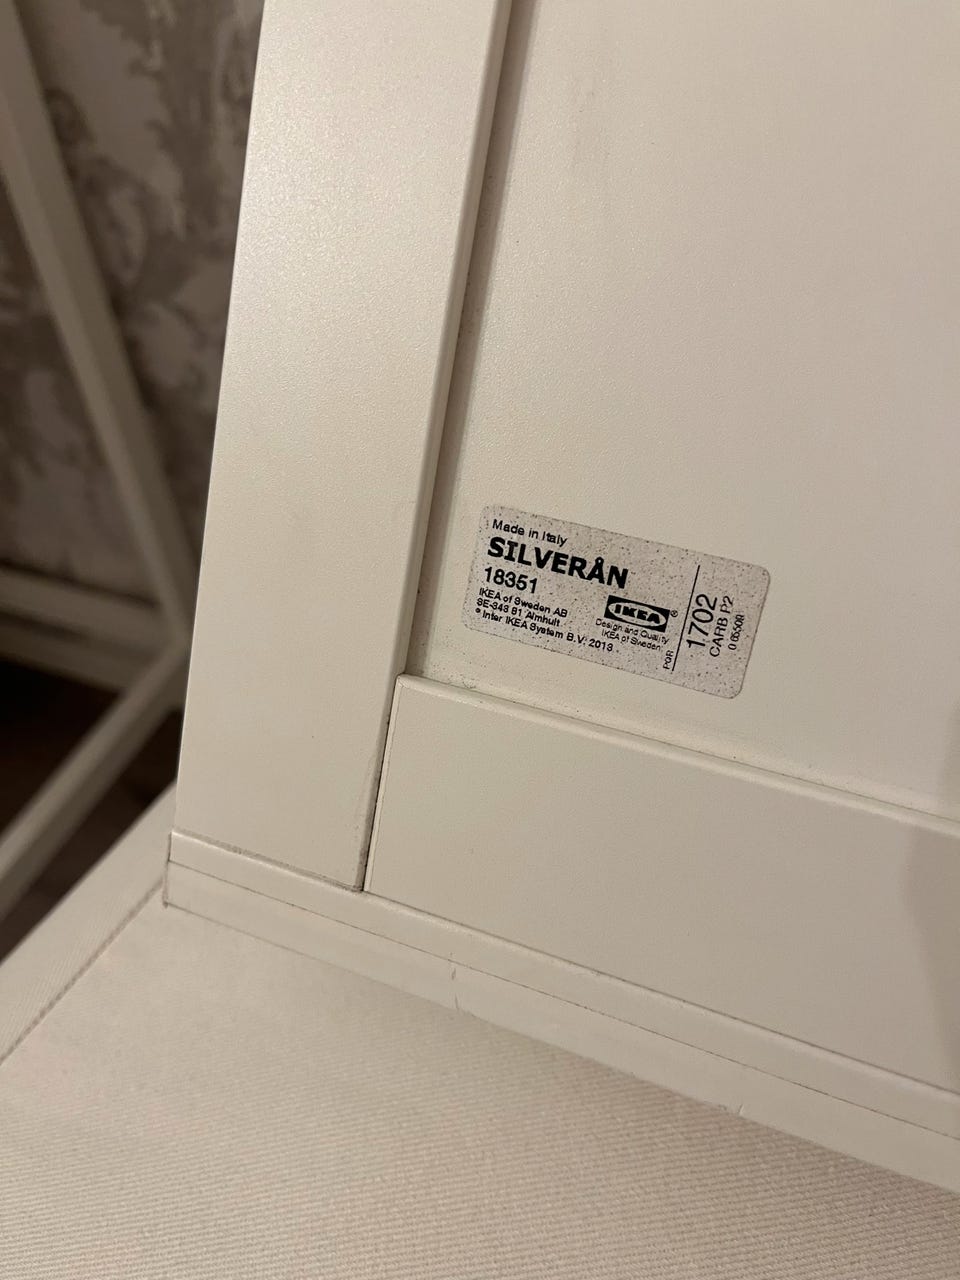 Made in Italy
SILVERÅN
18351
IKEA of Sweden AB
SE-343 81 Älmhult
© Inter IKEA System B.V. 2013
IKEA®
Design and Quality
IKEA of Sweden
PQR
1702
CARB P2